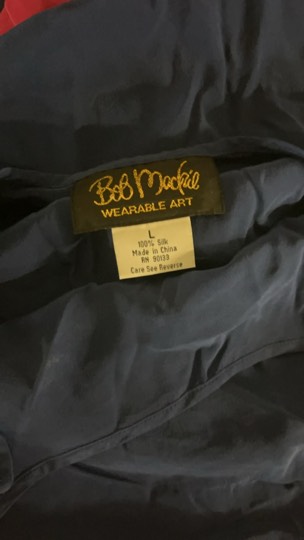 Bob Mackie
WEARABLE ART
L
100% Silk
Made in China
RN 90133
Care See Reverse